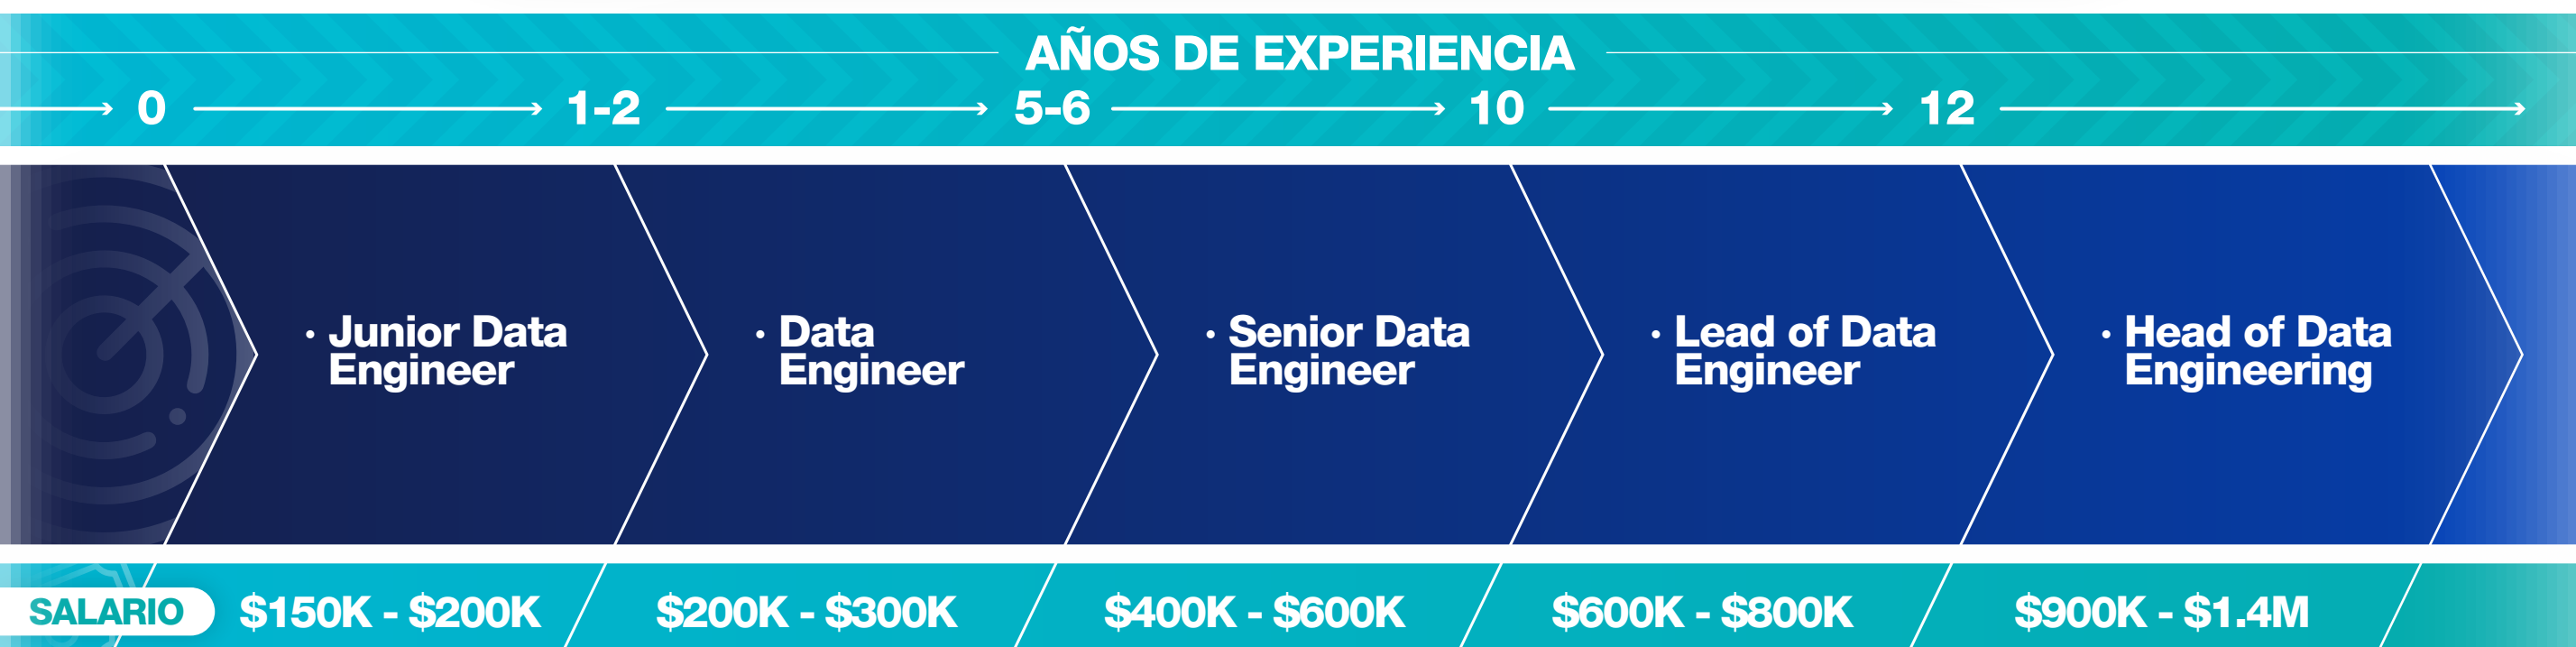 AÑOS DE EXPERIENCIA
0 1-2 5-6 10 12
· Junior Data
Engineer
· Data
Engineer
· Senior Data
Engineer
· Lead of Data
Engineer
· Head of Data
Engineering
SALARIO $150K - $200K $200K - $300K $400K - $600K $600K - $800K $900K - $1.4M